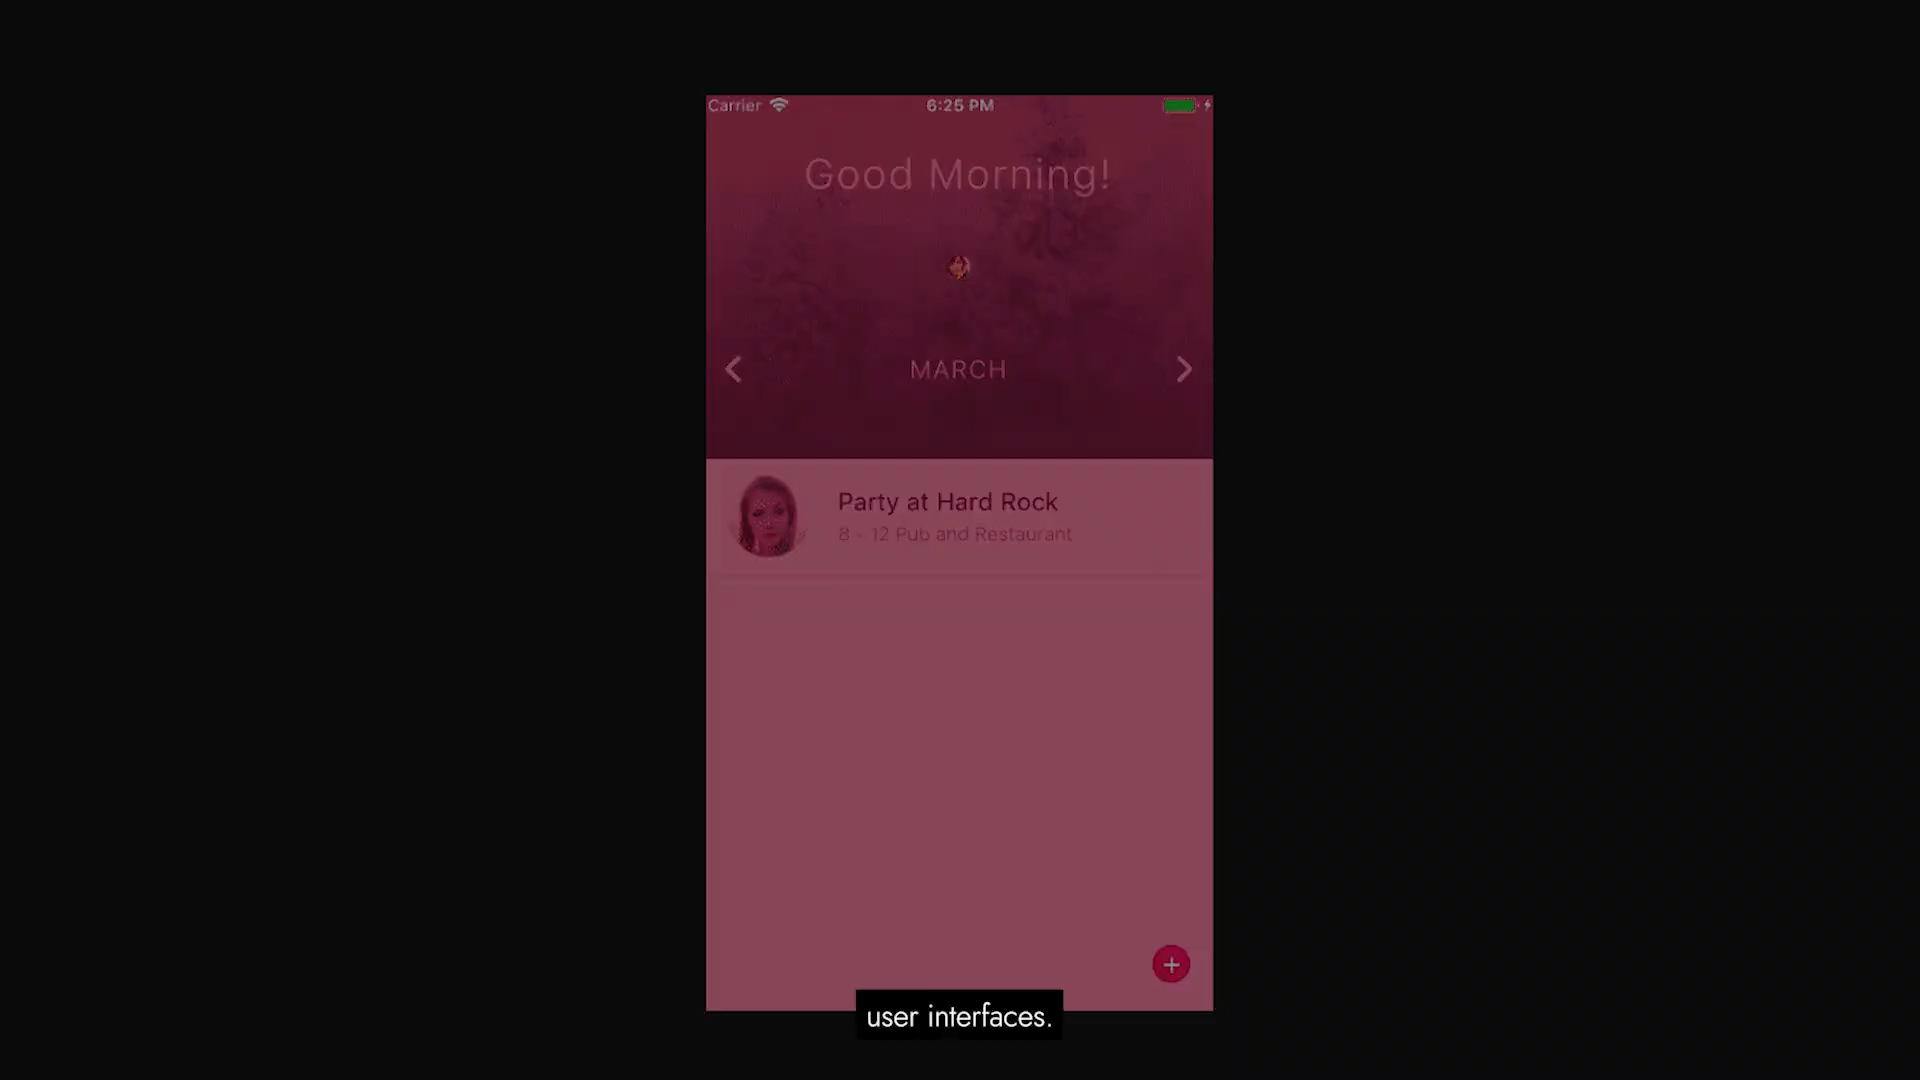 Carrier
6:25 PM
Good Morning!
MARCH
Party at Hard Rock
8 - 12 Pub and Restaurant
+
user interfaces.